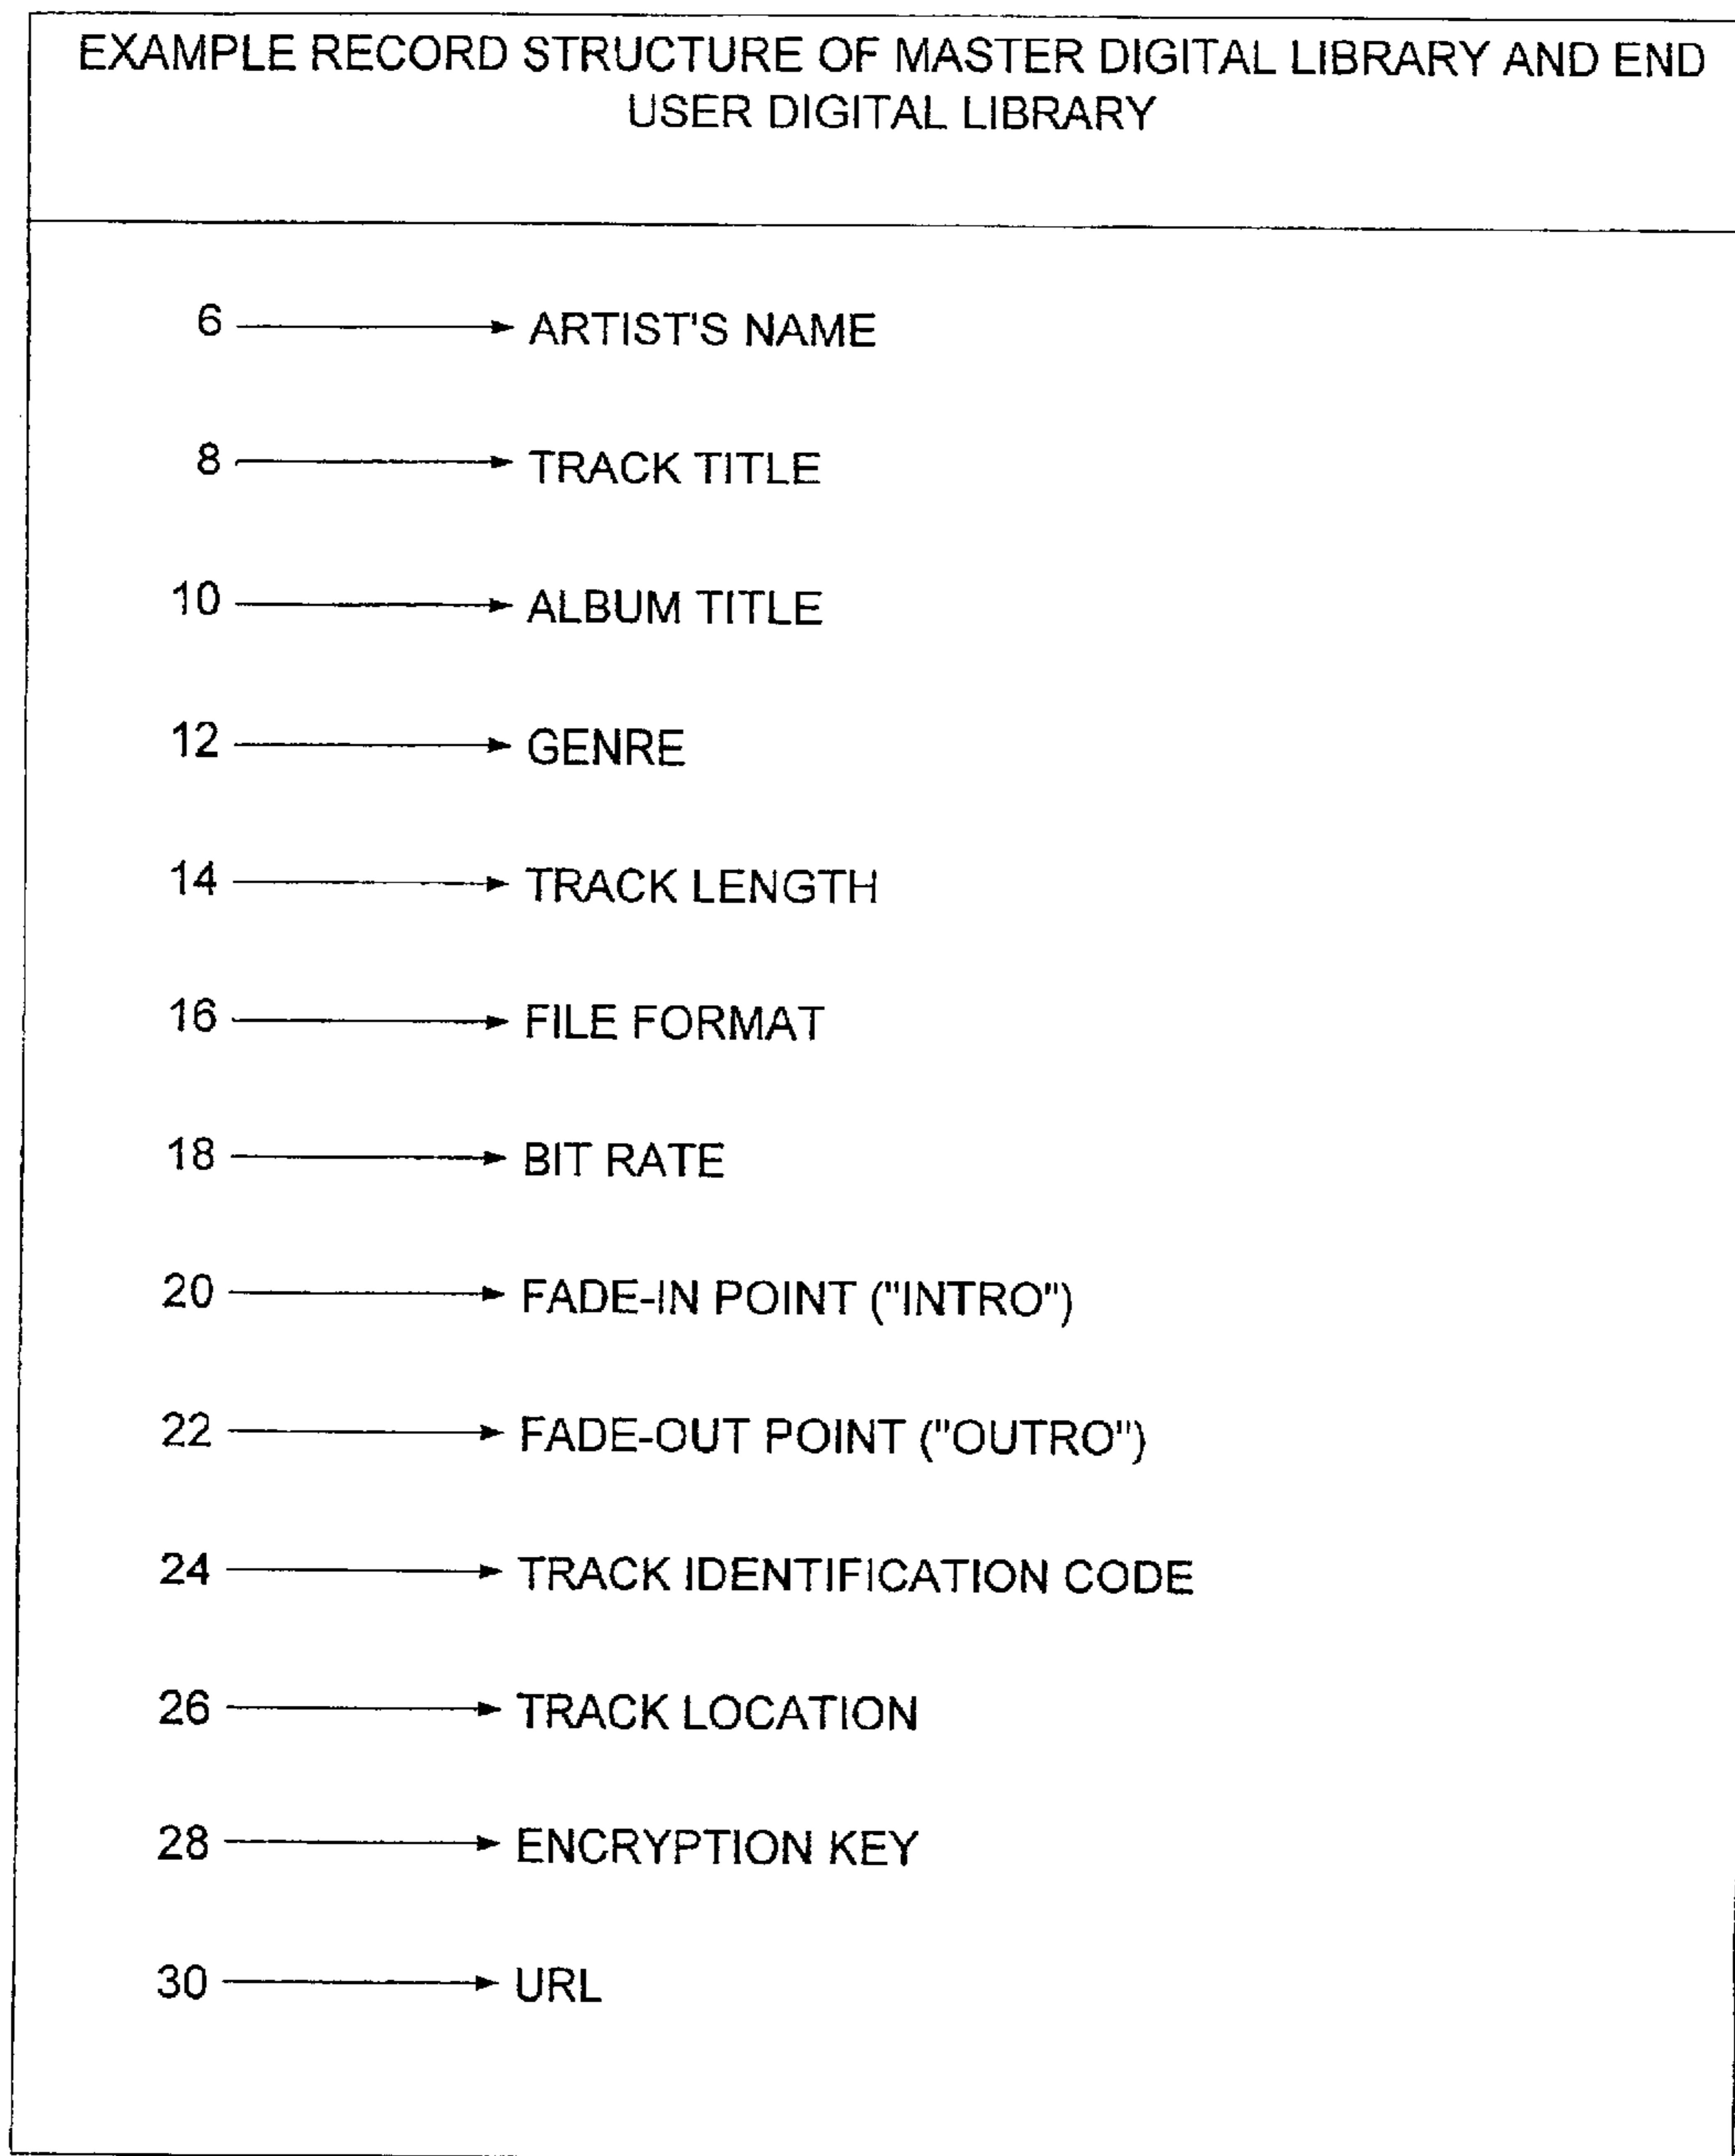 EXAMPLE RECORD STRUCTURE OF MASTER DIGITAL LIBRARY AND END
USER DIGITAL LIBRARY
6 ARTIST'S NAME
8 TRACK TITLE
10 ALBUM TITLE
12 GENRE
14 TRACK LENGTH
16 FILE FORMAT
18 BIT RATE
20 FADE-IN POINT ("INTRO")
22 FADE-OUT POINT ("OUTRO")
24 TRACK IDENTIFICATION CODE
26 TRACK LOCATION
28 ENCRYPTION KEY
30 URL